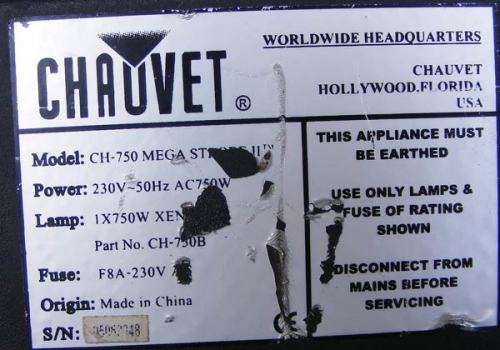 CHAUVET ®
WORLDWIDE HEADQUARTERS
CHAUVET
HOLLYWOOD.FLORIDA
USA
Model: CH-750 MEGA
Power: 230V~50Hz AC750W
Lamp: 1X750W
Part No. CH-750B
Fuse: F8A-230V
Origin: Made in China
S/N:
THIS APPLIANCE MUST
BE EARTHED
USE ONLY LAMPS &
FUSE OF RATING
SHOWN
DISCONNECT FROM
MAINS BEFORE
SERVICING
CE